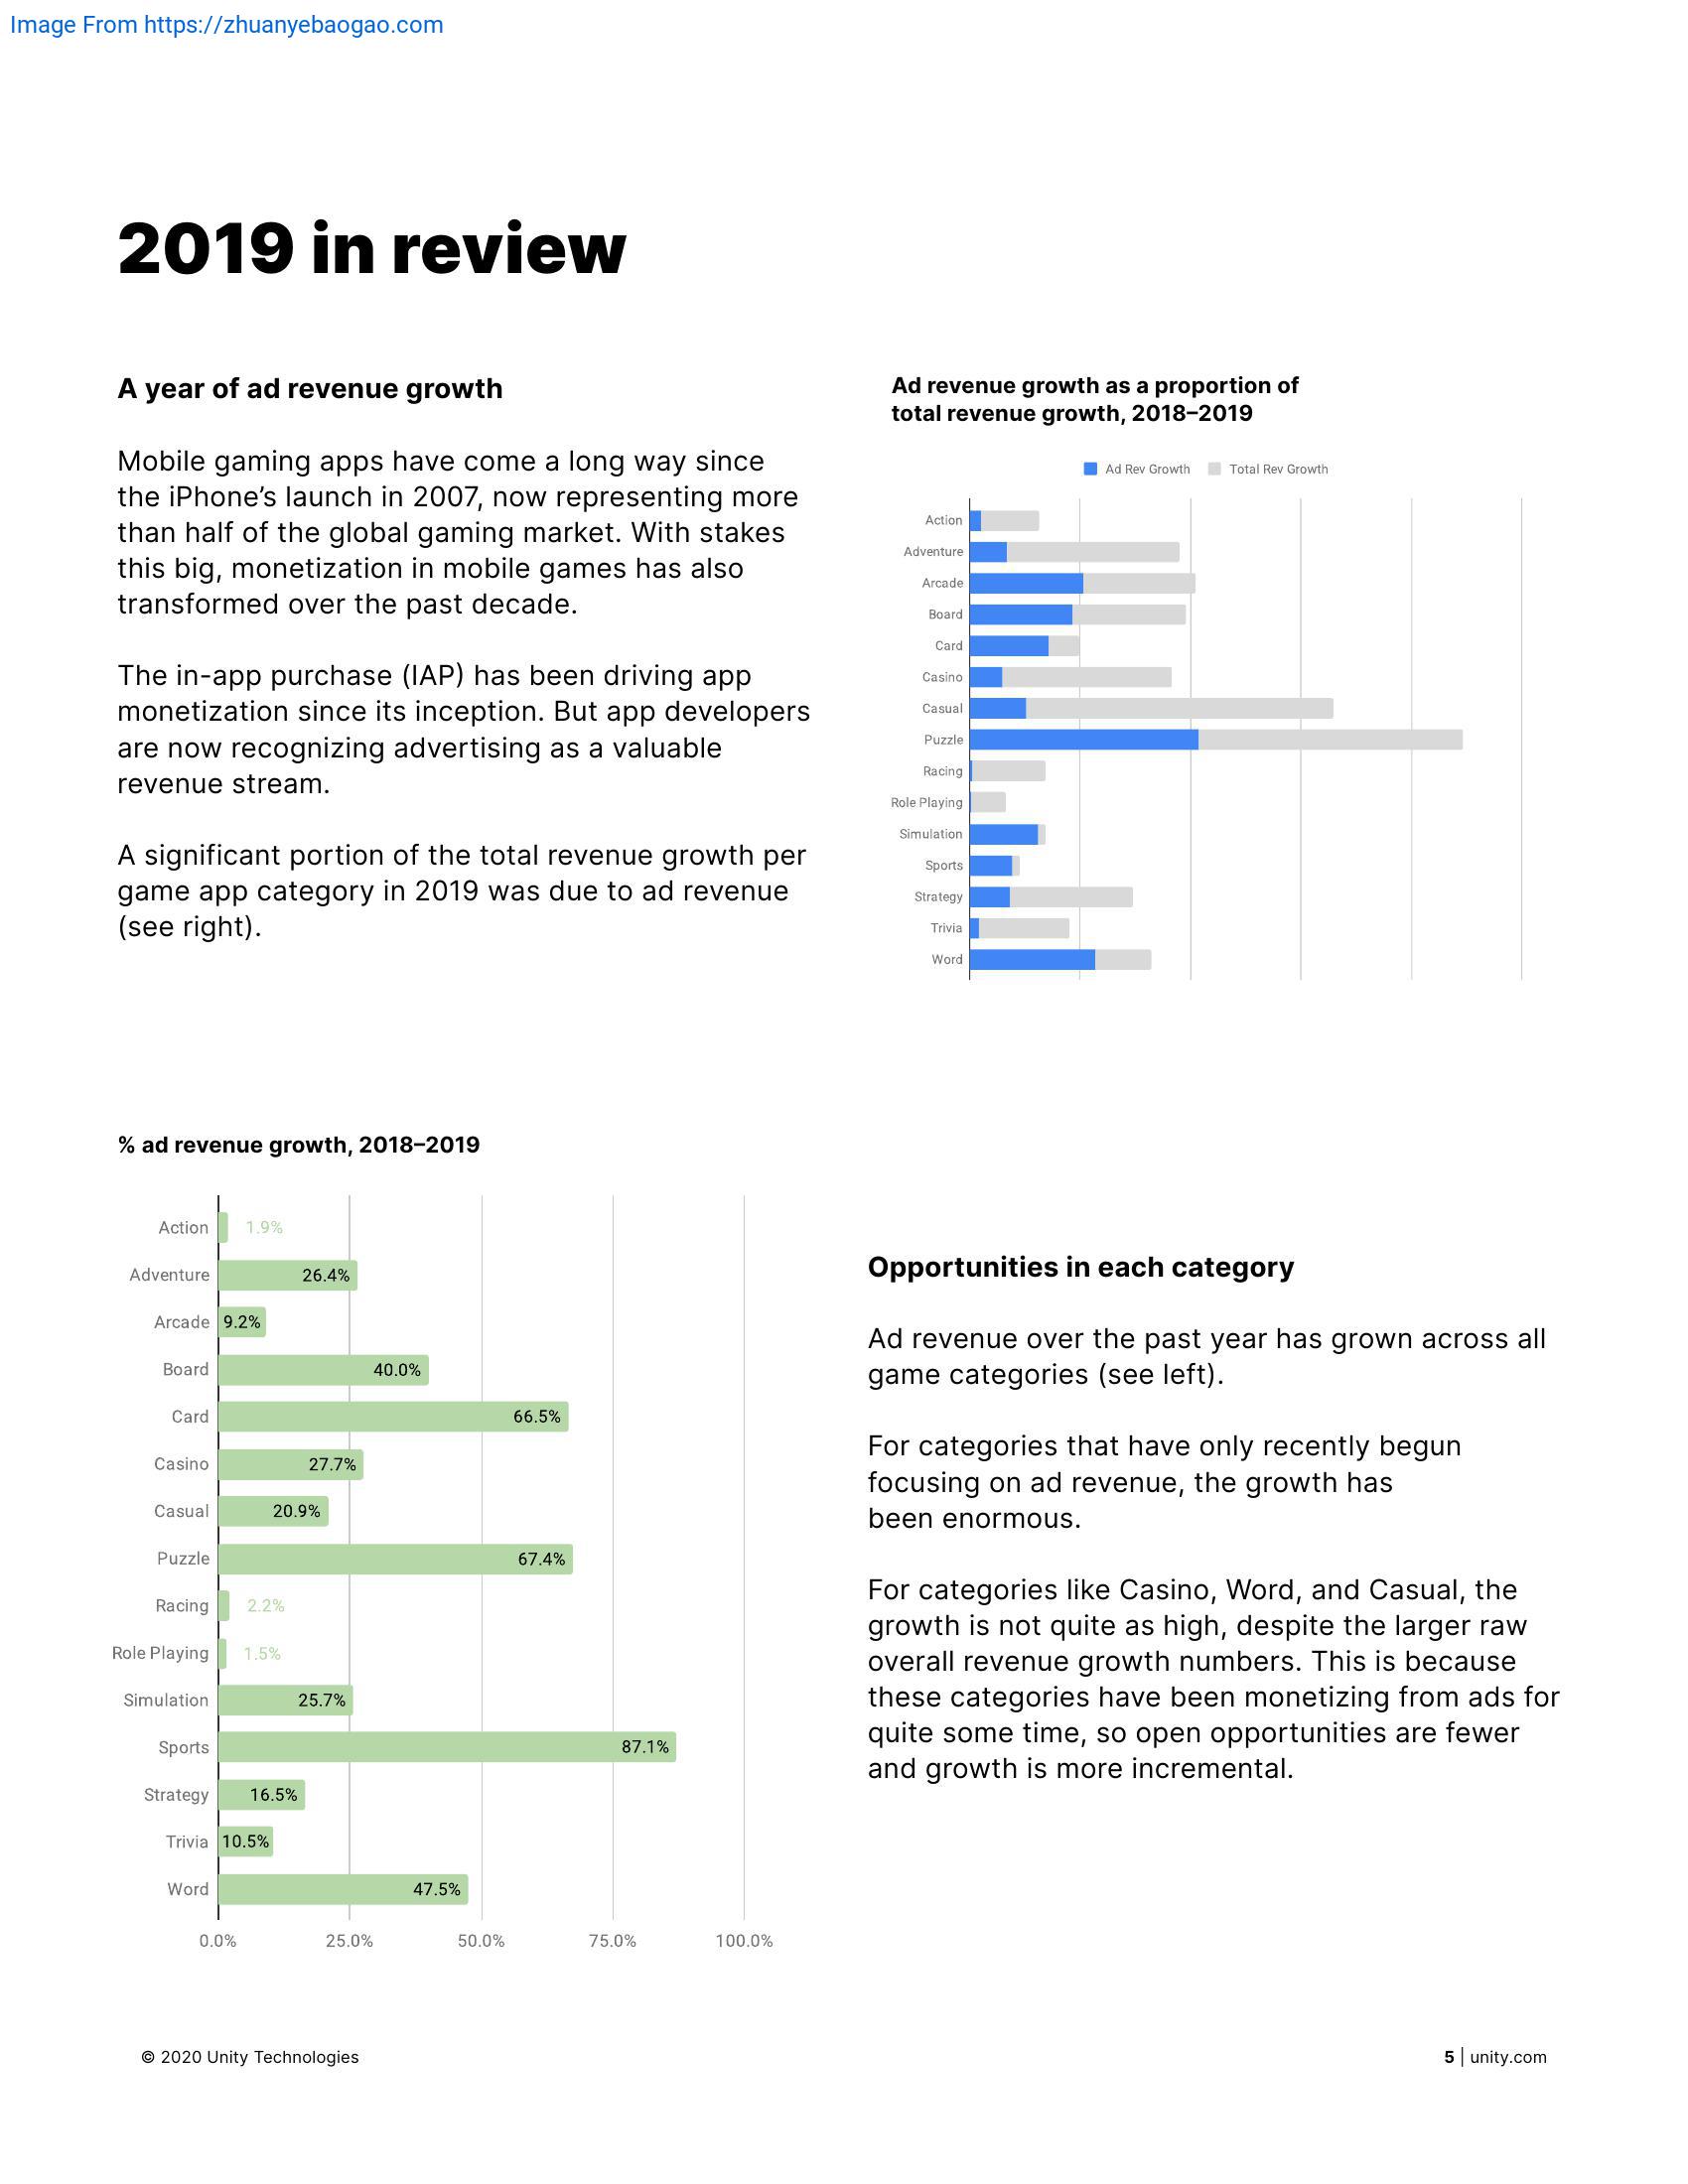 Image From https://zhuanyebaogao.com
2019 in review
A year of ad revenue growth
Mobile gaming apps have come a long way since
the iPhone’s launch in 2007, now representing more
than half of the global gaming market. With stakes
this big, monetization in mobile games has also
transformed over the past decade.
The in-app purchase (IAP) has been driving app
monetization since its inception. But app developers
are now recognizing advertising as a valuable
revenue stream.
A significant portion of the total revenue growth per
game app category in 2019 was due to ad revenue
(see right).
Ad revenue growth as a proportion of
total revenue growth, 2018–2019
Ad Rev Growth Total Rev Growth
Action
Adventure
Arcade
Board
Card
Casino
Casual
Puzzle
Racing
Role Playing
Simulation
Sports
Strategy
Trivia
Word
% ad revenue growth, 2018–2019
Action 1.9%
Adventure 26.4%
Arcade 9.2%
Board 40.0%
Card 66.5%
Casino 27.7%
Casual 20.9%
Puzzle 67.4%
Racing 2.2%
Role Playing 1.5%
Simulation 25.7%
Sports 87.1%
Strategy 16.5%
Trivia 10.5%
Word 47.5%
0.0% 25.0% 50.0% 75.0% 100.0%
Opportunities in each category
Ad revenue over the past year has grown across all
game categories (see left).
For categories that have only recently begun
focusing on ad revenue, the growth has
been enormous.
For categories like Casino, Word, and Casual, the
growth is not quite as high, despite the larger raw
overall revenue growth numbers. This is because
these categories have been monetizing from ads for
quite some time, so open opportunities are fewer
and growth is more incremental.
© 2020 Unity Technologies
5 | unity.com